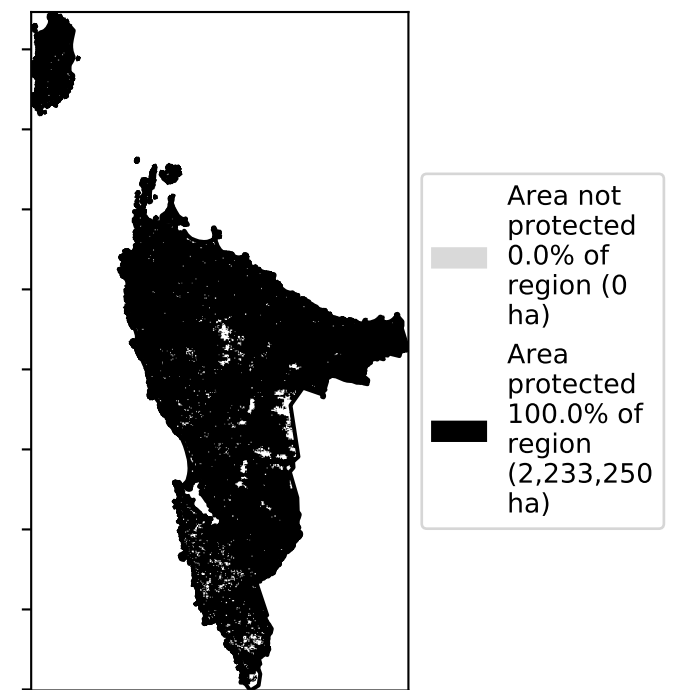 Area not
protected
0.0% of
region (0
ha)
Area
protected
100.0% of
region
(2,233,250
ha)